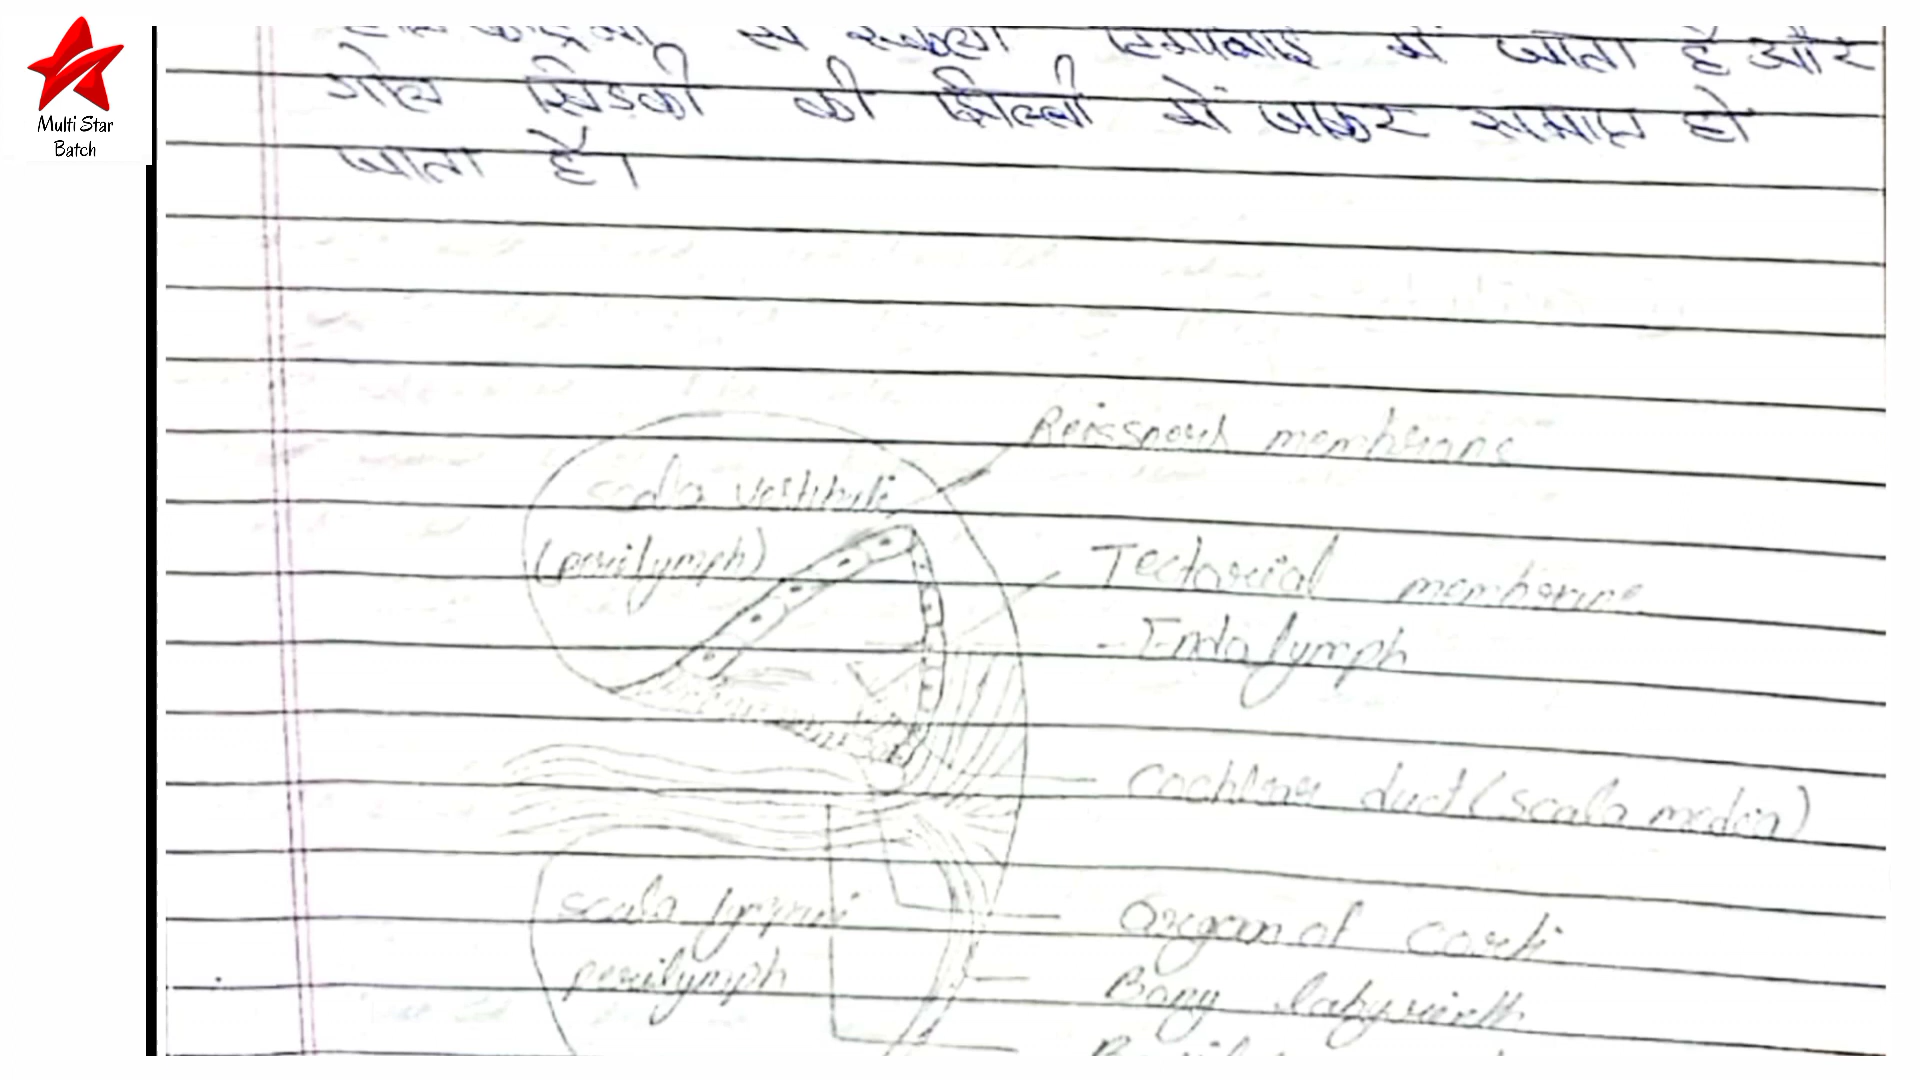 Multi Star
Batch
से स्कैला टिम्पेनाई में जाता है और
गोल खिडकी की झिल्ली में जाकर समाप्त हो
जाता है।
Reissner membrane
scala vestibuli
(perilymph)
Tectorial membrane
Endolymph
cochlear duct (scala media)
scala tympani
Organ of corti
perilymph
Bony labyrinth